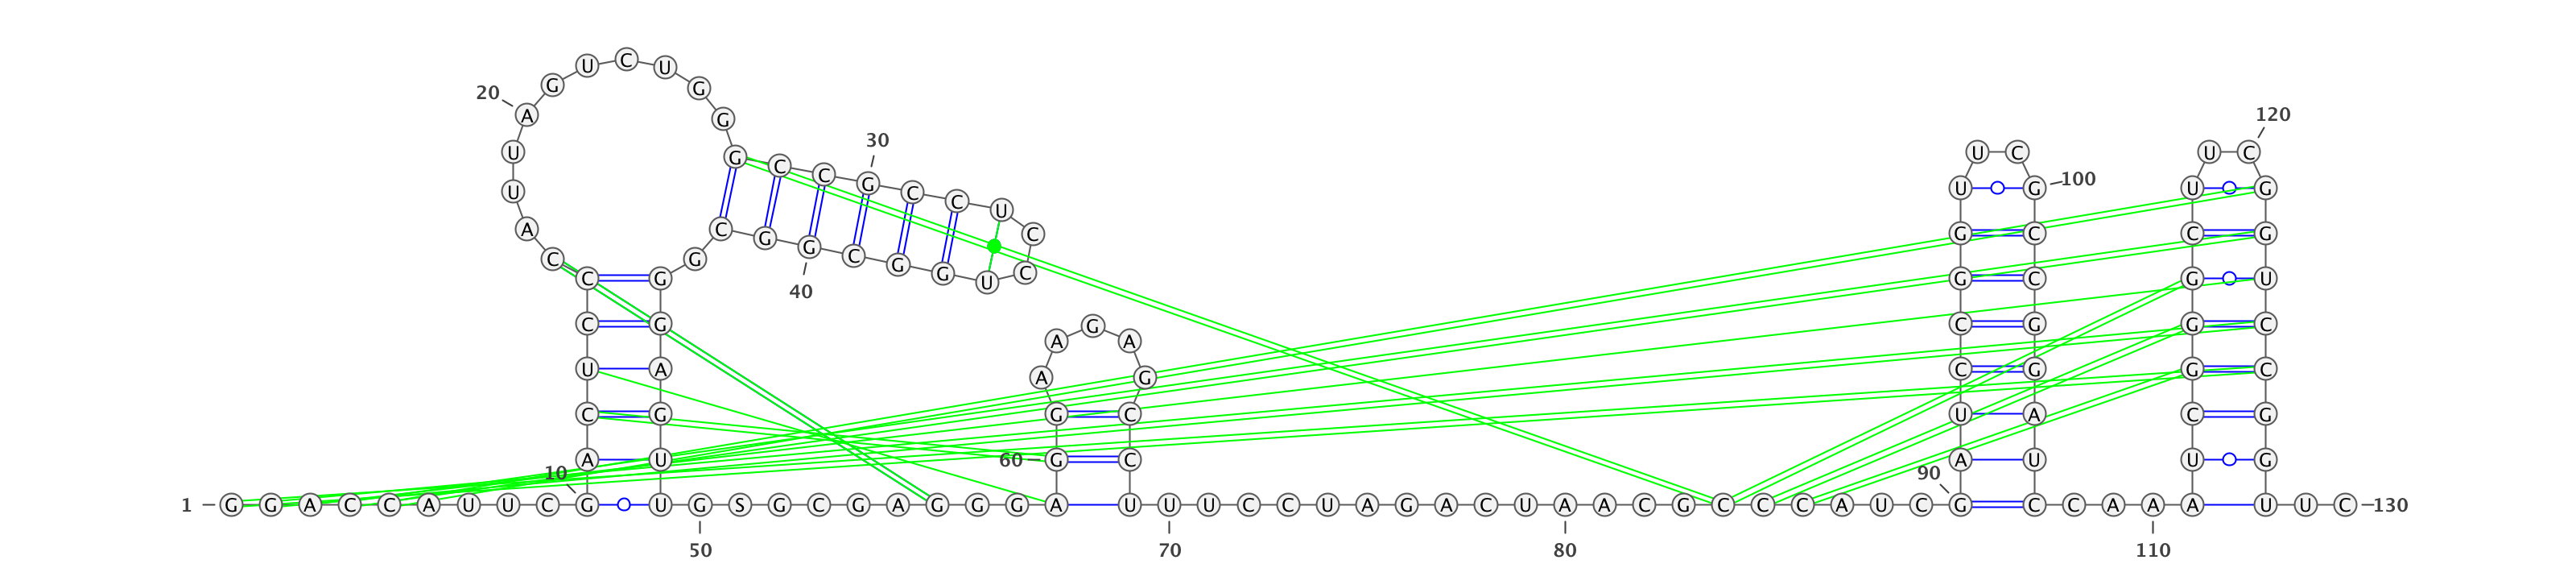 1 G G A C C A U U C G
10
A C U C C C A U U A
20
G U C U G G G C C G
30
C C U C C U G G C G
40
G C G G G A G U U G
50
S G C G A G G G A G
60
G A A G A G C C U U
70
U C C U A G A C U A
80
A C G C C C A U C G
90
A U C C G G U U C G
100
C C G G A U C C A A
110
A U C G G G C U U C
120
G G U C C G G U U C
130